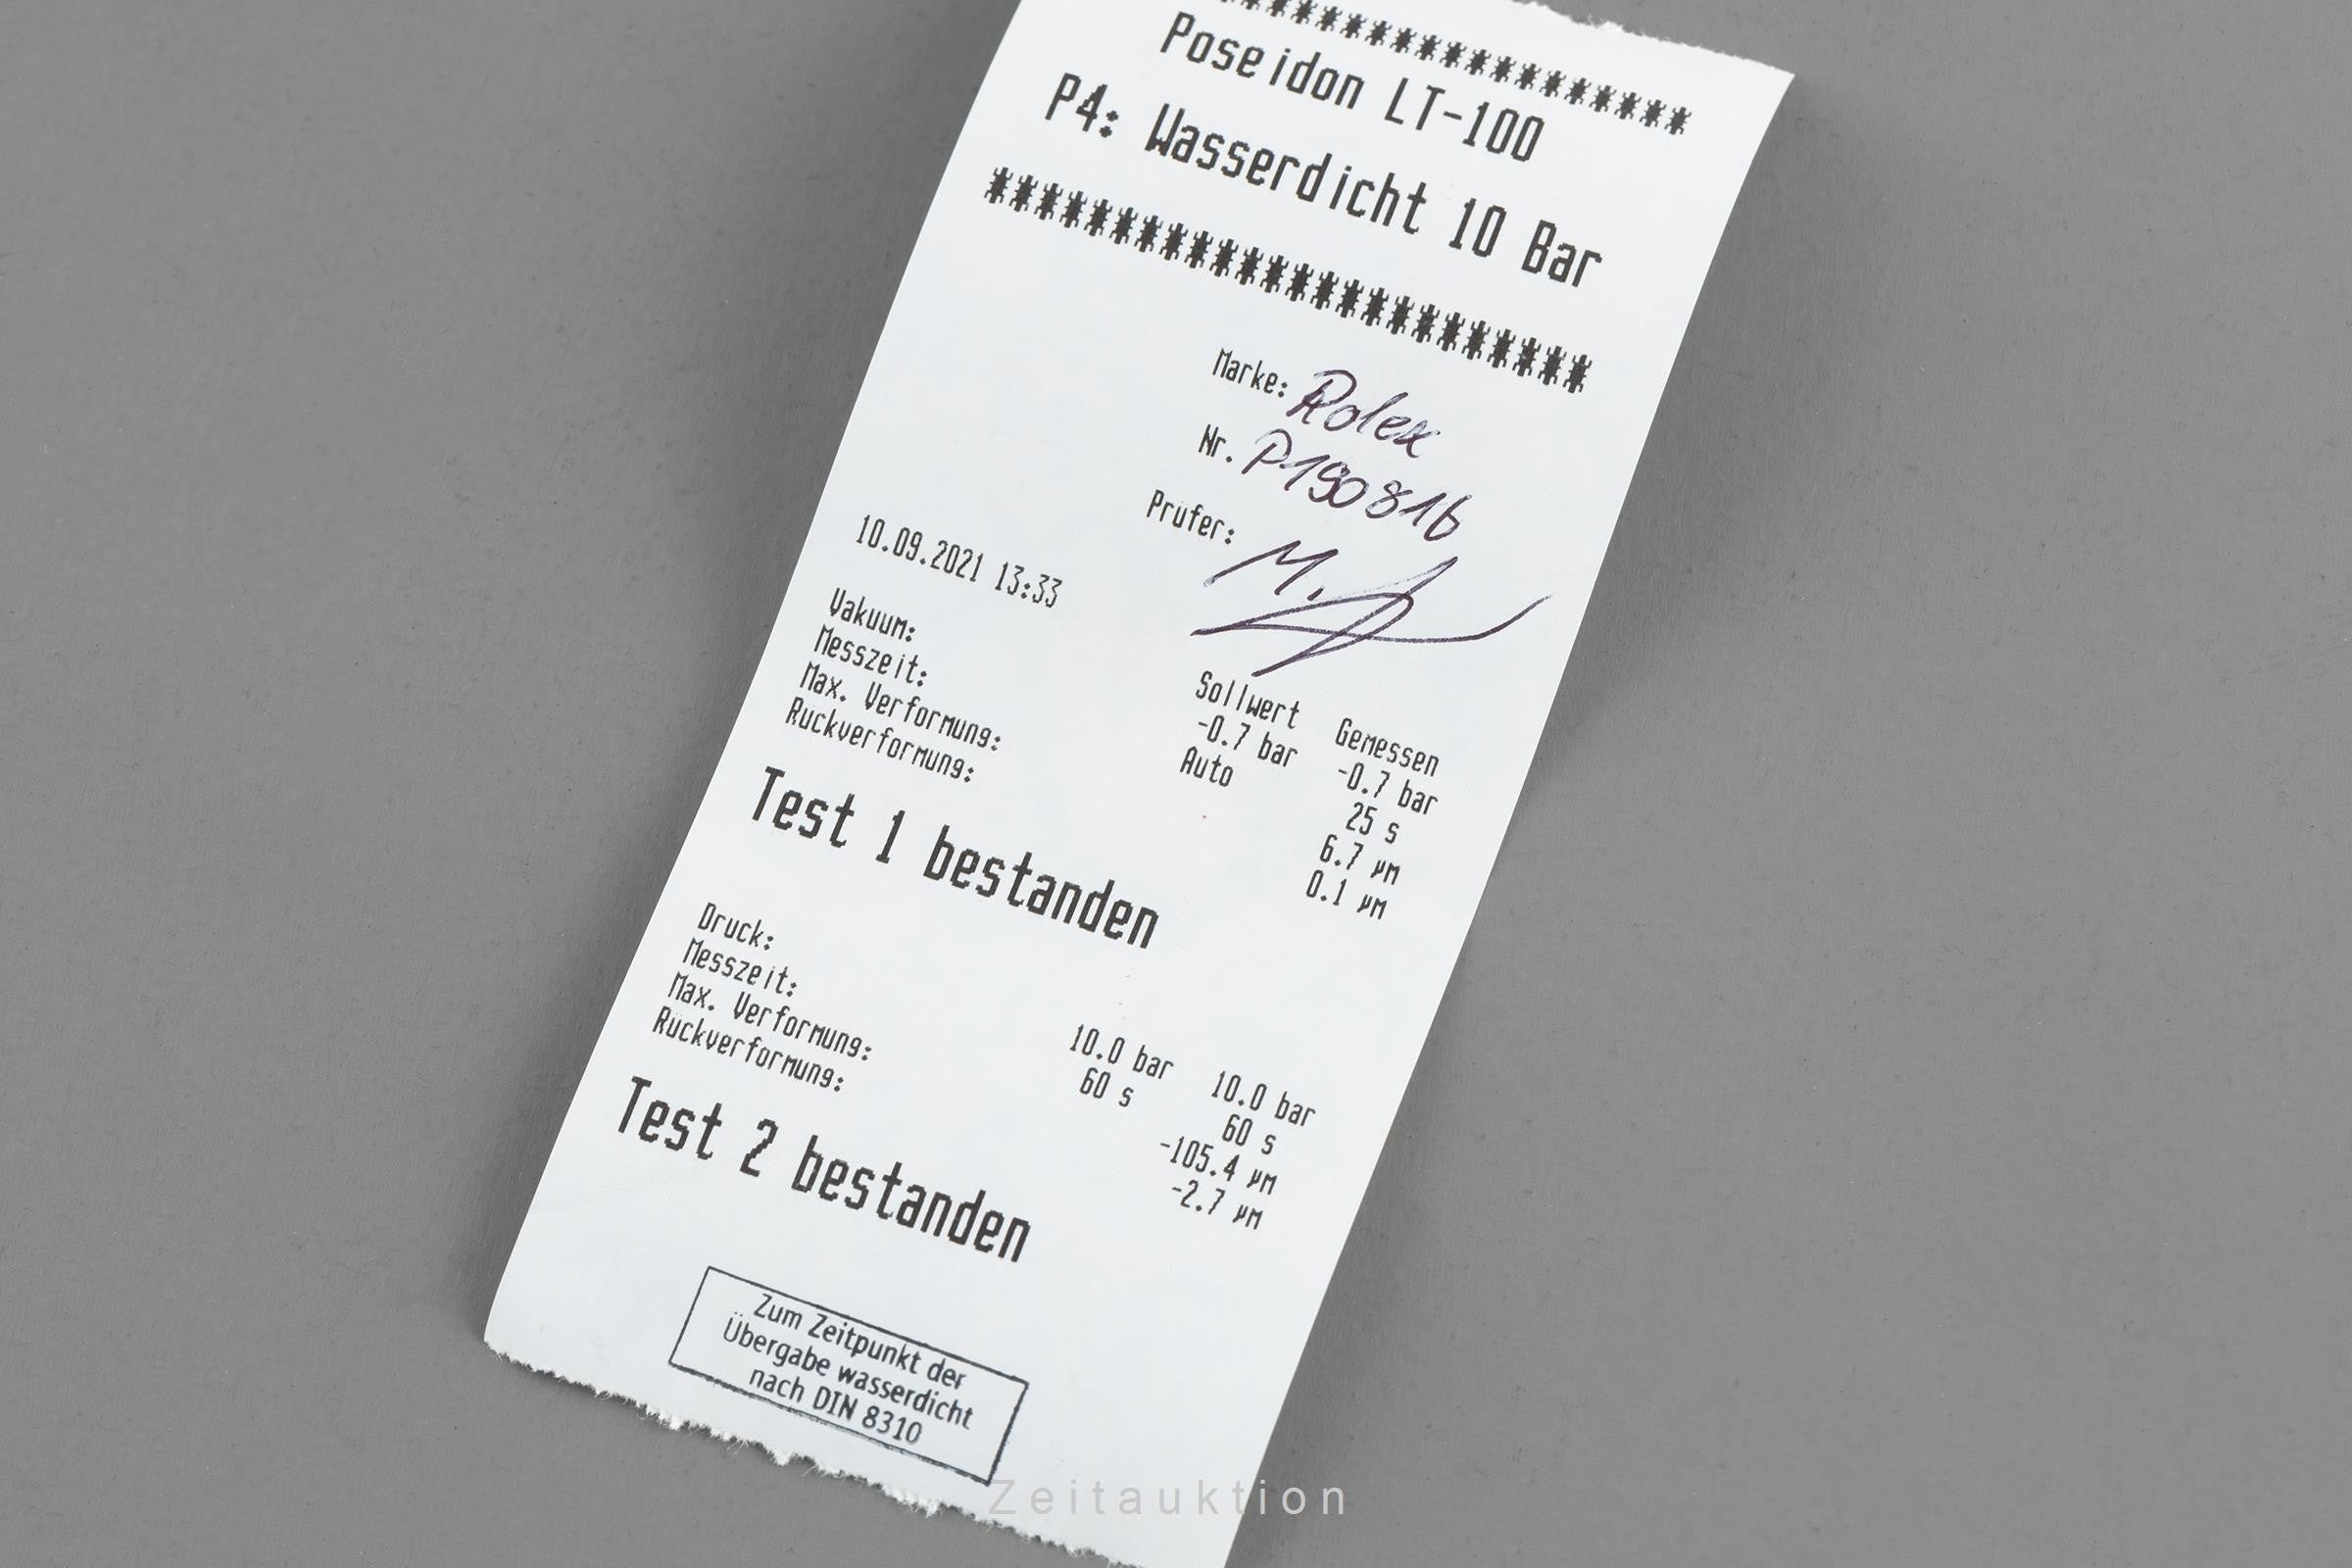 ************************
Poseidon LT-100
P4: Wasserdicht 10 Bar
************************
Marke: Rolex
Nr. P190816
Prüfer: M.
10.09.2021 13:33
Sollwert Gemessen
Vakuum: -0.7 bar -0.7 bar
Messzeit: Auto 25 s
Max. Verformung: 6.7 µm
Rückverformung: 0.1 µm
Test 1 bestanden
Druck: 10.0 bar 10.0 bar
Messzeit: 60 s 60 s
Max. Verformung: -105.4 µm
Rückverformung: -2.7 µm
Test 2 bestanden
Zum Zeitpunkt der
Übergabe wasserdicht
nach DIN 8310
Zeitauktion